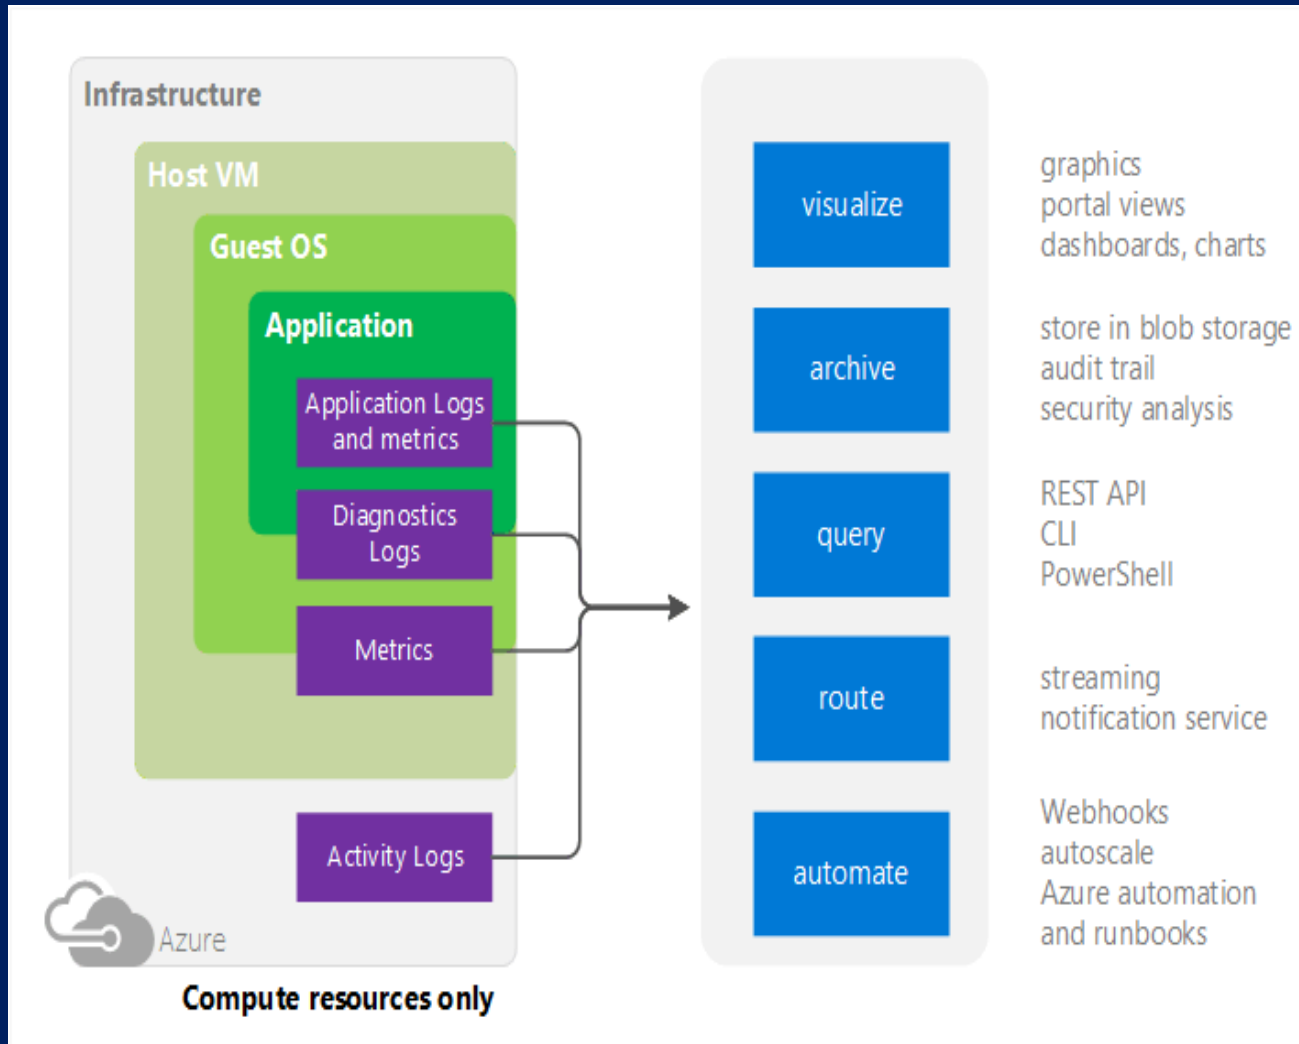 Infrastructure
Host VM
Guest OS
Application
Application Logs
and metrics
Diagnostics
Logs
Metrics
Activity Logs
Azure
Compute resources only
visualize
graphics
portal views
dashboards, charts
archive
store in blob storage
audit trail
security analysis
query
REST API
CLI
PowerShell
route
streaming
notification service
automate
Webhooks
autoscale
Azure automation
and runbooks